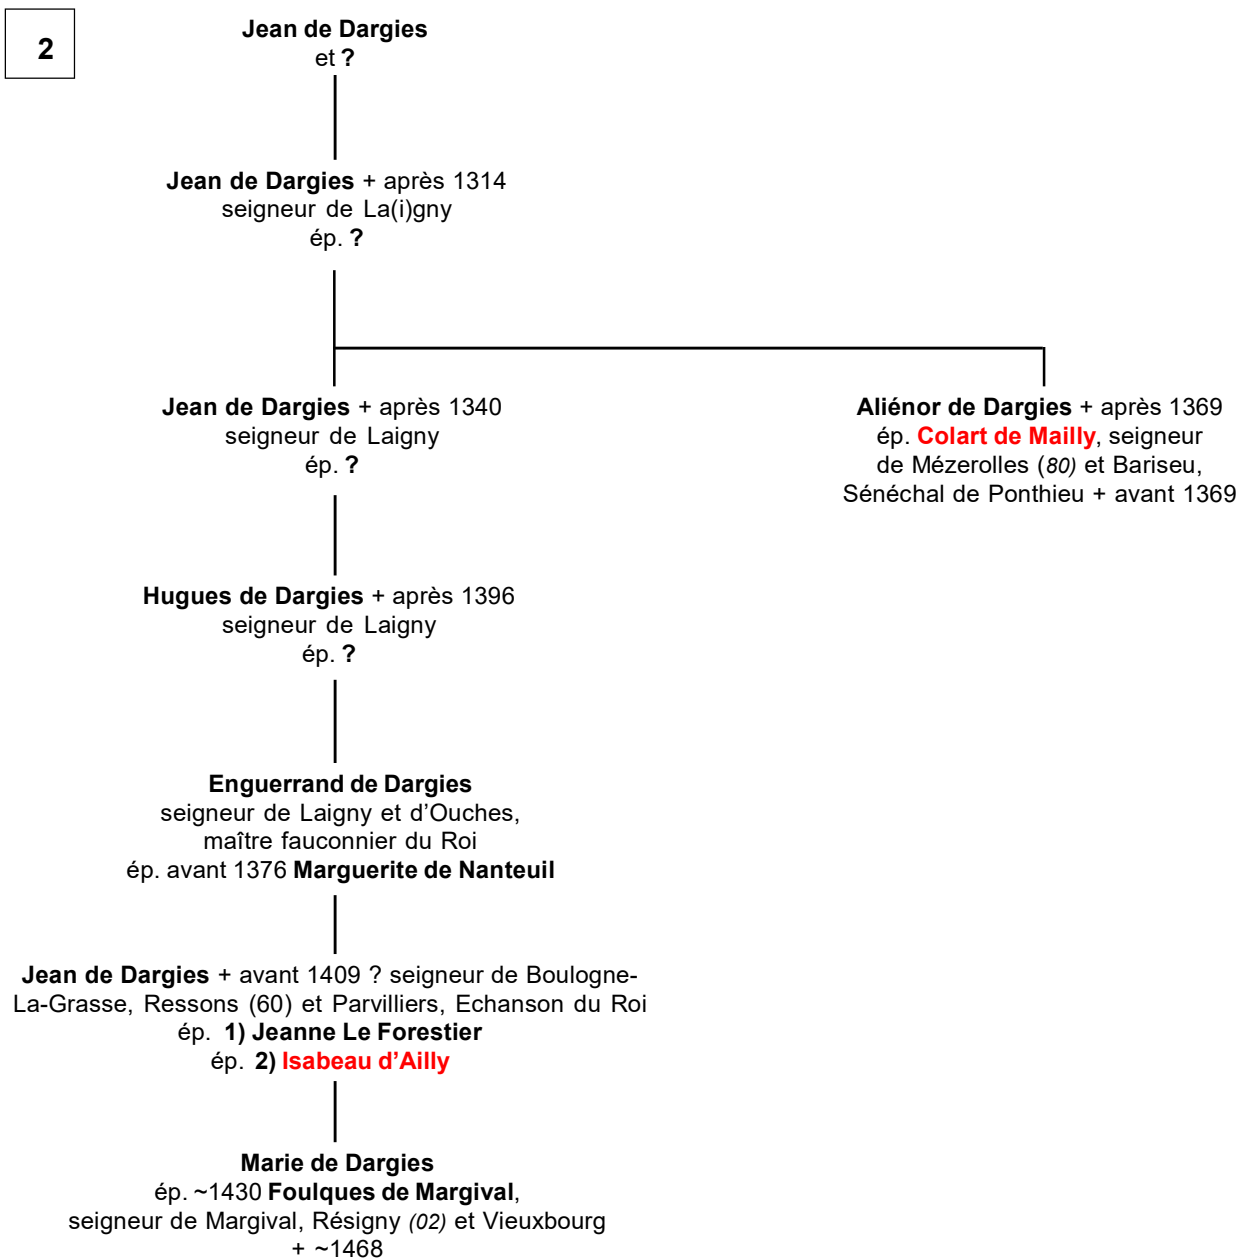 2
Jean de Dargies
et ?
Jean de Dargies + après 1314
seigneur de La(i)gny
ép. ?
Jean de Dargies + après 1340
seigneur de Laigny
ép. ?
Aliénor de Dargies + après 1369
ép. Colart de Mailly, seigneur
de Mézerolles (80) et Bariseu,
Sénéchal de Ponthieu + avant 1369
Hugues de Dargies + après 1396
seigneur de Laigny
ép. ?
Enguerrand de Dargies
seigneur de Laigny et d’Ouches,
maître fauconnier du Roi
ép. avant 1376 Marguerite de Nanteuil
Jean de Dargies + avant 1409 ? seigneur de Boulogne-
La-Grasse, Ressons (60) et Parvilliers, Echanson du Roi
ép. 1) Jeanne Le Forestier
ép. 2) Isabeau d’Ailly
Marie de Dargies
ép. ~1430 Foulques de Margival,
seigneur de Margival, Résigny (02) et Vieuxbourg
+ ~1468